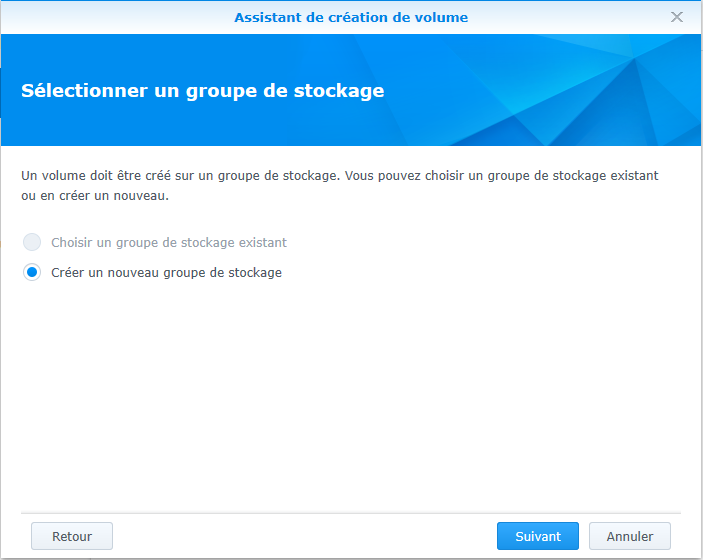 Assistant de création de volume
Sélectionner un groupe de stockage
Un volume doit être créé sur un groupe de stockage. Vous pouvez choisir un groupe de stockage existant
ou en créer un nouveau.
Choisir un groupe de stockage existant
Créer un nouveau groupe de stockage
Retour
Suivant
Annuler